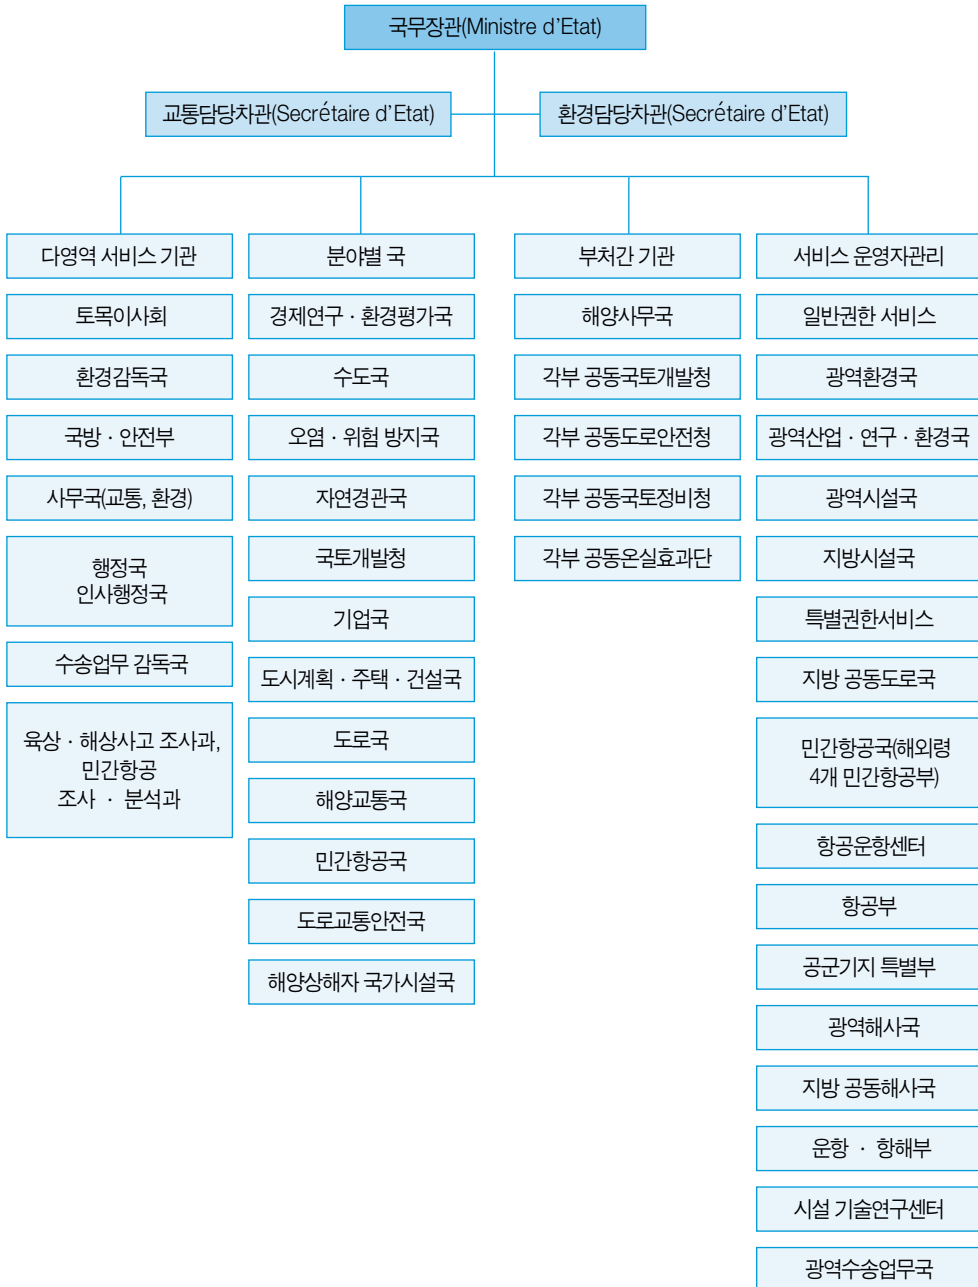 국무장관(Ministre d'Etat)
교통담당차관(Secrétaire d'Etat)
환경담당차관(Secrétaire d'Etat)
다영역 서비스 기관
토목이사회
환경감독국
국방 · 안전부
사무국(교통, 환경)
행정국
인사행정국
수송업무 감독국
육상 · 해상사고 조사과,
민간항공
조사 · 분석과
분야별 국
경제연구 · 환경평가국
수도국
오염 · 위험 방지국
자연경관국
국토개발청
기업국
도시계획 · 주택 · 건설국
도로국
해양교통국
민간항공국
도로교통안전국
해양상해자 국가시설국
부처간 기관
해양사무국
각부 공동국토개발청
각부 공동도로안전청
각부 공동국토정비청
각부 공동온실효과단
서비스 운영자관리
일반권한 서비스
광역환경국
광역산업 · 연구 · 환경국
광역시설국
지방시설국
특별권한서비스
지방 공동도로국
민간항공국(해외령
4개 민간항공부)
항공운항센터
항공부
공군기지 특별부
광역해사국
지방 공동해사국
운항 · 항해부
시설 기술연구센터
광역수송업무국